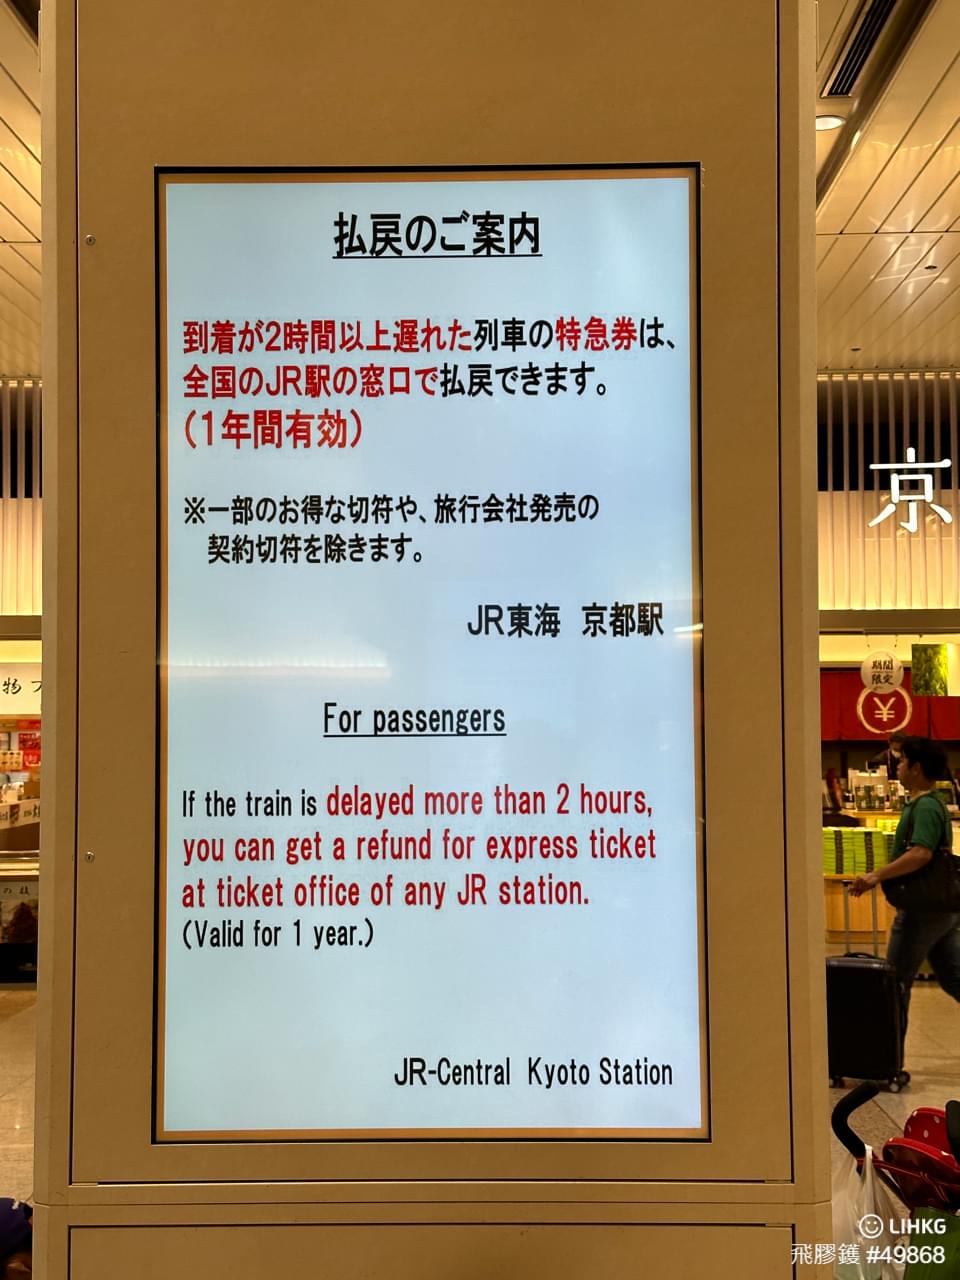 払戻のご案内
到着が2時間以上遅れた列車の特急券は、
全国のJR駅の窓口で払戻できます。
(1年間有効)
※一部のお得な切符や、旅行会社発売の
契約切符を除きます。
JR東海 京都駅
For passengers
If the train is delayed more than 2 hours,
you can get a refund for express ticket
at ticket office of any JR station.
(Valid for 1 year.)
JR-Central Kyoto Station
京
期間
限定
¥
物
LIHKG
飛膠鑊 #49868